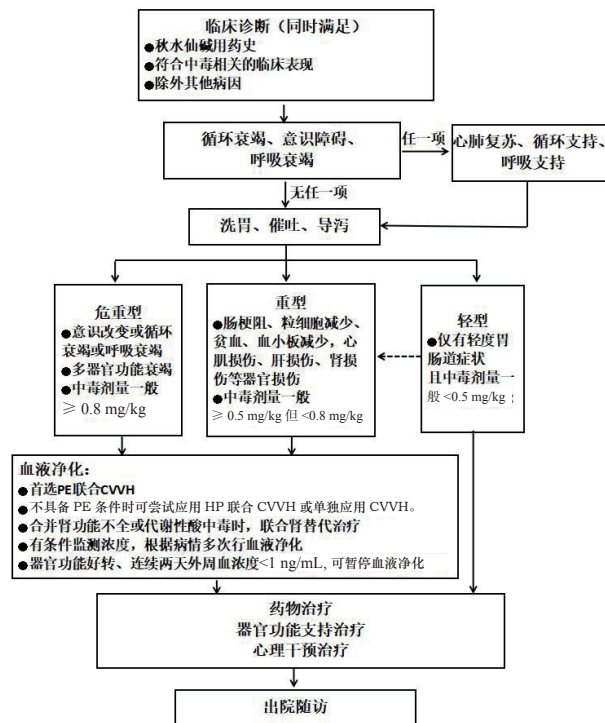 临床诊断（同时满足）
●秋水仙碱用药史
●符合中毒相关的临床表现
●除外其他病因
循环衰竭、意识障碍、
呼吸衰竭
任一项
心肺复苏、循环支持、
呼吸支持
无任一项
洗胃、催吐、导泻
危重型
●意识改变或循环
衰竭或呼吸衰竭
●多器官功能衰竭
●中毒剂量一般
≥ 0.8 mg/kg
重型
●肠梗阻、粒细胞减少、
贫血、血小板减少，心
肌损伤、肝损伤、肾损
伤等器官损伤
●中毒剂量一般
≥ 0.5 mg/kg 但 <0.8 mg/kg
轻型
●仅有轻度胃
肠道症状
且中毒剂量一
般 <0.5 mg/kg；
血液净化：
●首选PE联合CVVH
●不具备 PE 条件时可尝试应用 HP 联合 CVVH 或单独应用 CVVH。
●合并肾功能不全或代谢性酸中毒时，联合肾替代治疗
●有条件监测浓度，根据病情多次行血液净化
●器官功能好转、连续两天外周血浓度<1 ng/mL, 可暂停血液净化
药物治疗
器官功能支持治疗
心理干预治疗
出院随访